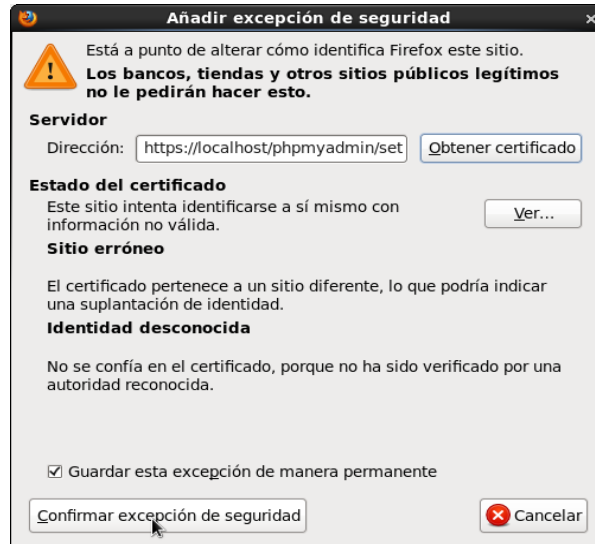 Añadir excepción de seguridad
Está a punto de alterar cómo identifica Firefox este sitio.
Los bancos, tiendas y otros sitios públicos legítimos
no le pedirán hacer esto.
Servidor
Dirección: https://localhost/phpmyadmin/set Obtener certificado
Estado del certificado
Este sitio intenta identificarse a sí mismo con
información no válida.
Ver...
Sitio erróneo
El certificado pertenece a un sitio diferente, lo que podría indicar
una suplantación de identidad.
Identidad desconocida
No se confía en el certificado, porque no ha sido verificado por una
autoridad reconocida.
Guardar esta excepción de manera permanente
Confirmar excepción de seguridad Cancelar